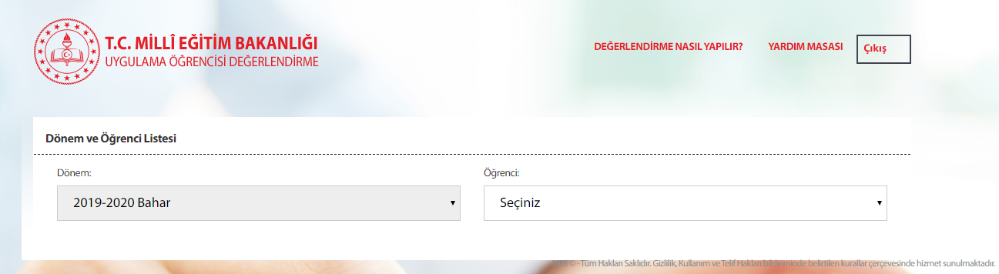 T.C. MİLLÎ EĞİTİM BAKANLIĞI
UYGULAMA ÖĞRENCİSİ DEĞERLENDİRME
DEĞERLENDİRME NASIL YAPILIR? YARDIM MASASI Çıkış
Dönem ve Öğrenci Listesi
Dönem: Öğrenci:
2019-2020 Bahar Seçiniz
© - Tüm Hakları Saklıdır. Gizlilik, Kullanım ve Telif Hakları bildiriminde belirtilen kurallar çerçevesinde hizmet sunulmaktadır.